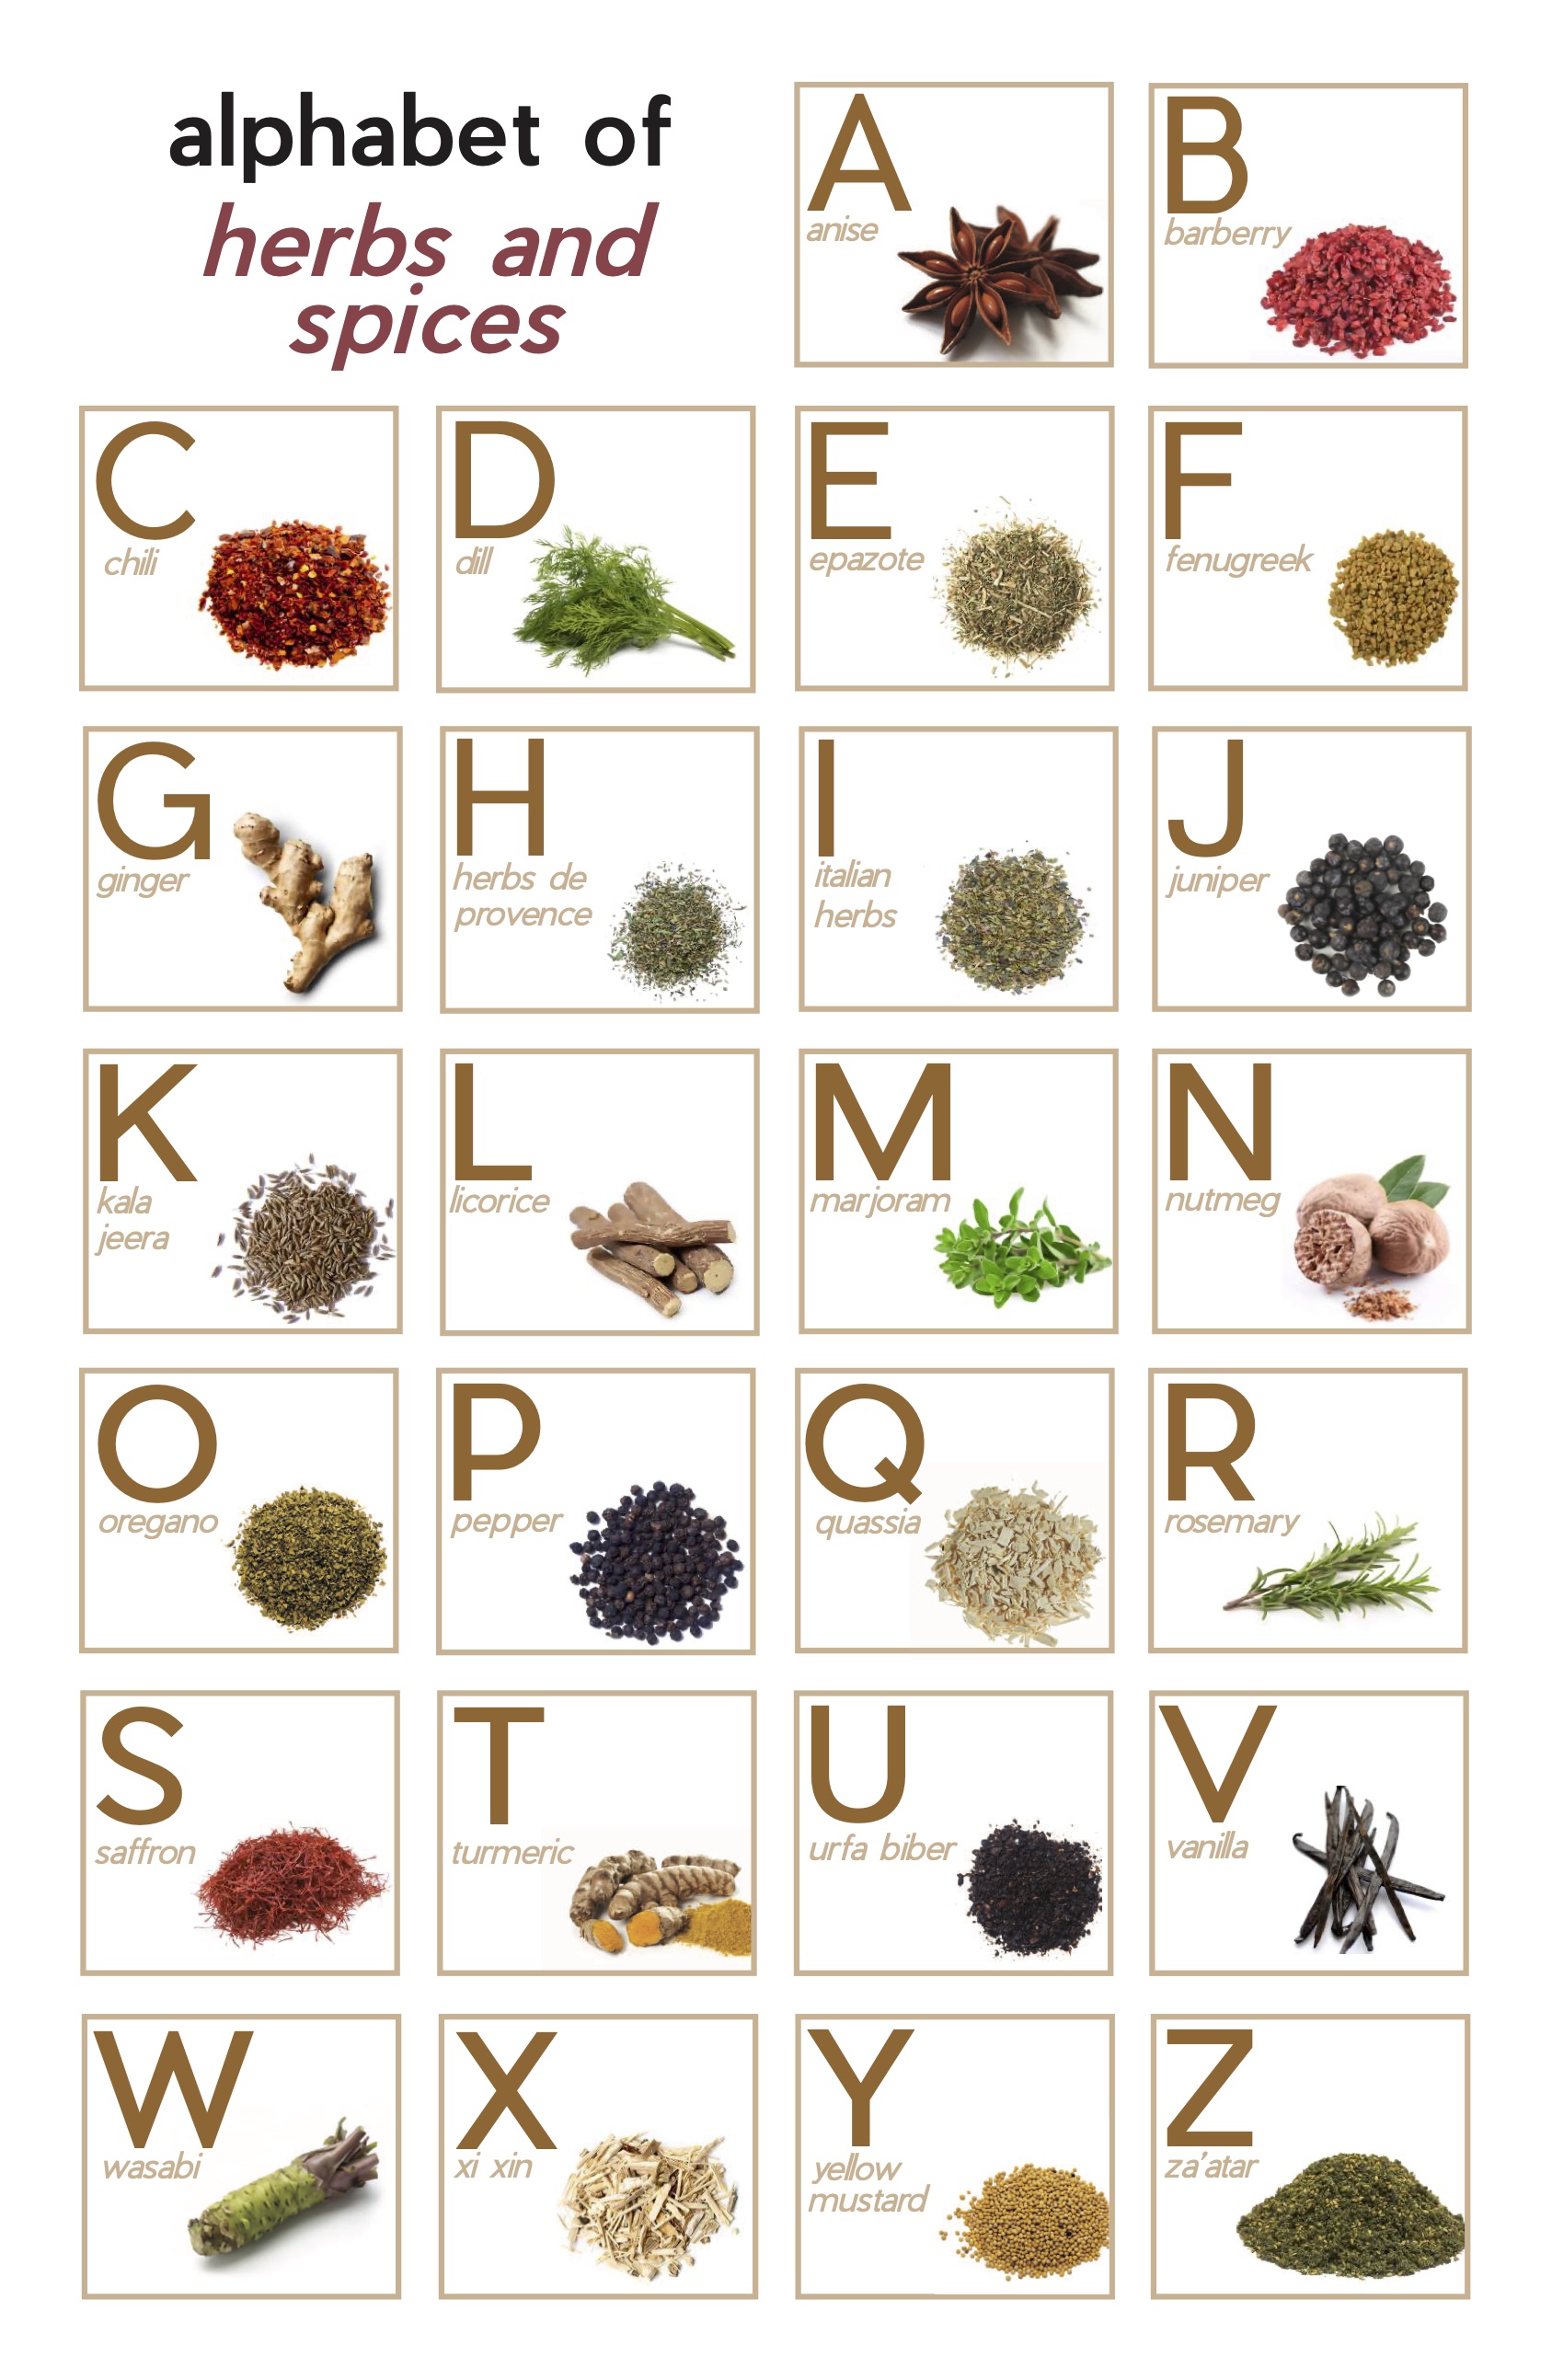 alphabet of
herbs and
spices
A
anise
B
barberry
C
chili
D
dill
E
epazote
F
fenugreek
G
ginger
H
herbs de
provence
I
italian
herbs
J
juniper
K
kala
jeera
L
licorice
M
marjoram
N
nutmeg
O
oregano
P
pepper
Q
quassia
R
rosemary
S
saffron
T
turmeric
U
urfa biber
V
vanilla
W
wasabi
X
xi xin
Y
yellow
mustard
Z
za'atar